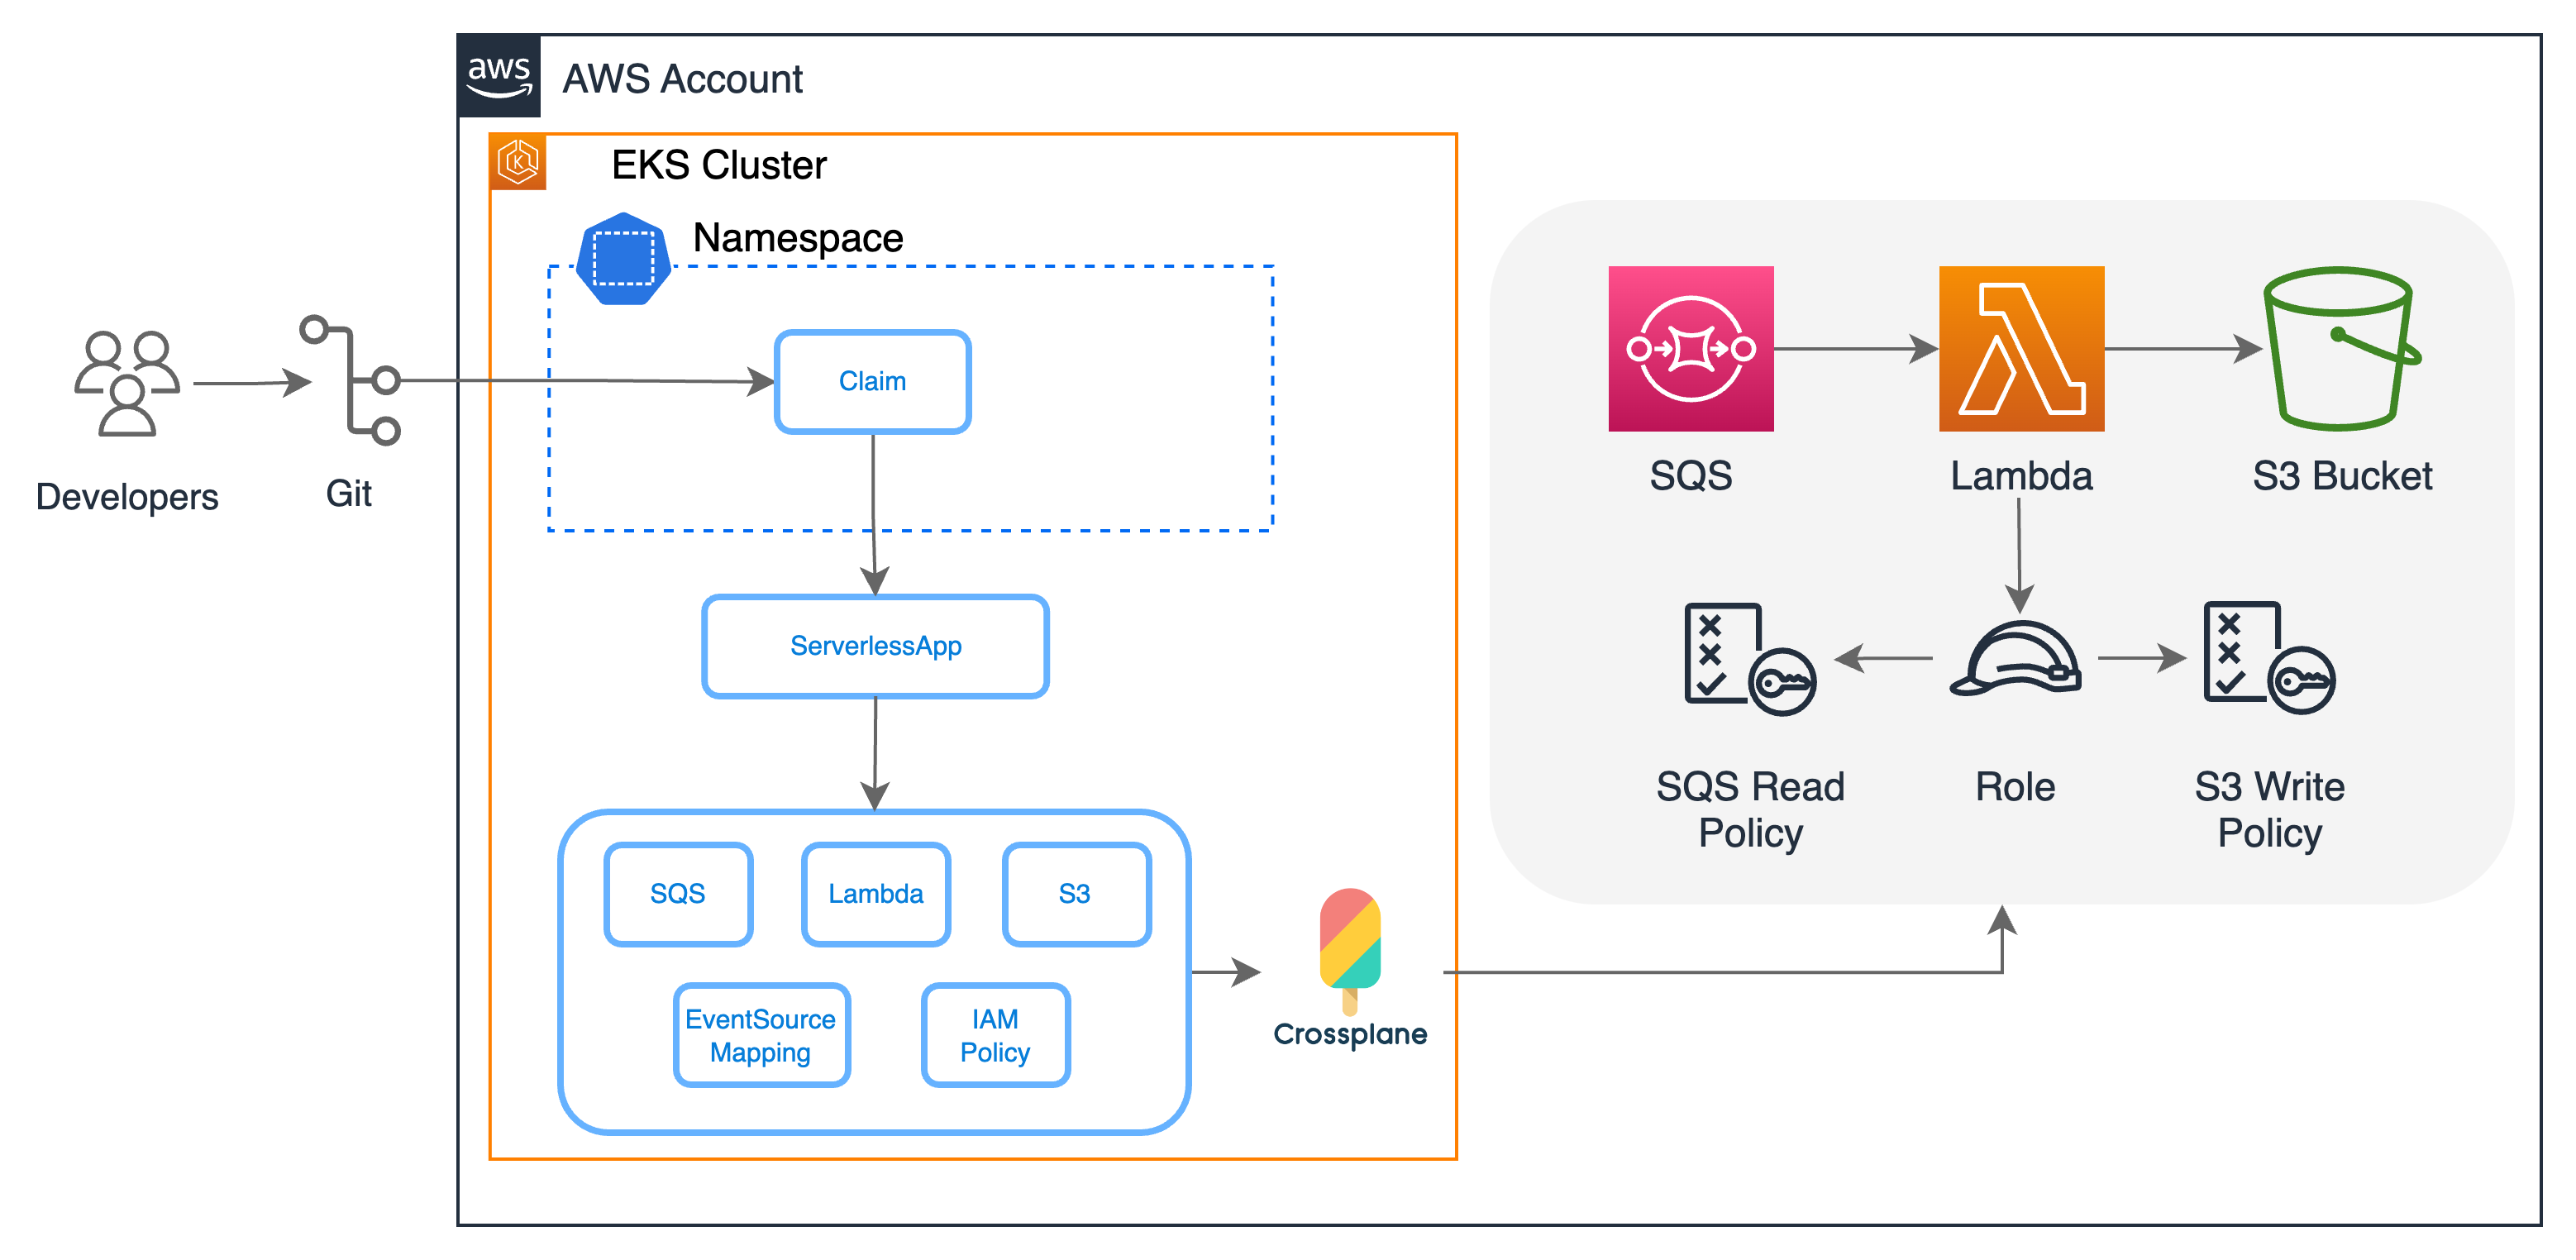 aws
AWS Account
K
EKS Cluster
Namespace
Claim
Developers
Git
ServerlessApp
SQS
Lambda
S3
EventSource
Mapping
IAM
Policy
Crossplane
SQS
Lambda
S3 Bucket
SQS Read
Policy
Role
S3 Write
Policy